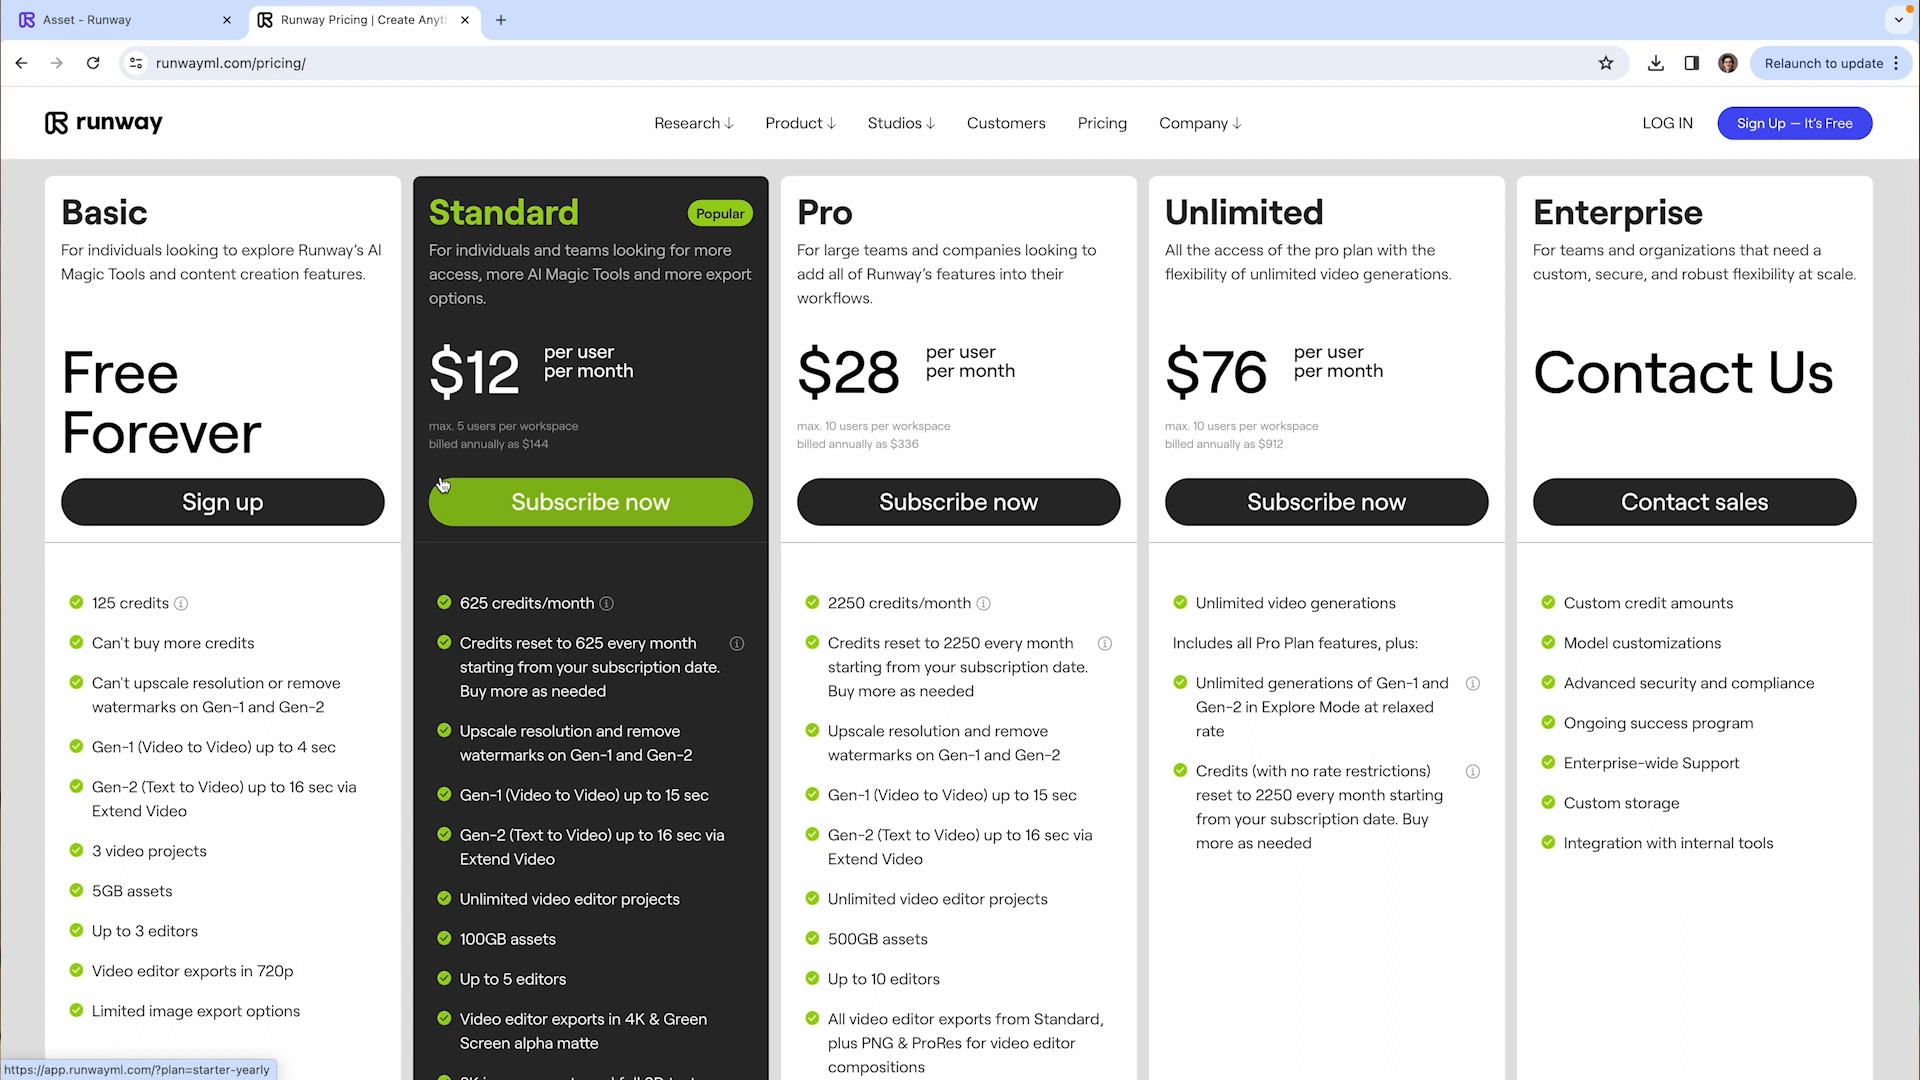 Asset - Runway
Runway Pricing | Create Anyt
runwayml.com/pricing/
Relaunch to update
runway
Research
Product
Studios
Customers
Pricing
Company
LOG IN
Sign Up — It's Free
Basic
For individuals looking to explore Runway's AI
Magic Tools and content creation features.
Free
Forever
Sign up
125 credits
Can't buy more credits
Can't upscale resolution or remove
watermarks on Gen-1 and Gen-2
Gen-1 (Video to Video) up to 4 sec
Gen-2 (Text to Video) up to 16 sec via
Extend Video
3 video projects
5GB assets
Up to 3 editors
Video editor exports in 720p
Limited image export options
Standard
Popular
For individuals and teams looking for more
access, more AI Magic Tools and more export
options.
$12
per user
per month
max. 5 users per workspace
billed annually as $144
Subscribe now
625 credits/month
Credits reset to 625 every month
starting from your subscription date.
Buy more as needed
Upscale resolution and remove
watermarks on Gen-1 and Gen-2
Gen-1 (Video to Video) up to 15 sec
Gen-2 (Text to Video) up to 16 sec via
Extend Video
Unlimited video editor projects
100GB assets
Up to 5 editors
Video editor exports in 4K & Green
Screen alpha matte
Pro
For large teams and companies looking to
add all of Runway's features into their
workflows.
$28
per user
per month
max. 10 users per workspace
billed annually as $336
Subscribe now
2250 credits/month
Credits reset to 2250 every month
starting from your subscription date.
Buy more as needed
Upscale resolution and remove
watermarks on Gen-1 and Gen-2
Gen-1 (Video to Video) up to 15 sec
Gen-2 (Text to Video) up to 16 sec via
Extend Video
Unlimited video editor projects
500GB assets
Up to 10 editors
All video editor exports from Standard,
plus PNG & ProRes for video editor
compositions
Unlimited
All the access of the pro plan with the
flexibility of unlimited video generations.
$76
per user
per month
max. 10 users per workspace
billed annually as $912
Subscribe now
Unlimited video generations
Includes all Pro Plan features, plus:
Unlimited generations of Gen-1 and
Gen-2 in Explore Mode at relaxed
rate
Credits (with no rate restrictions)
reset to 2250 every month starting
from your subscription date. Buy
more as needed
Enterprise
For teams and organizations that need a
custom, secure, and robust flexibility at scale.
Contact Us
Contact sales
Custom credit amounts
Model customizations
Advanced security and compliance
Ongoing success program
Enterprise-wide Support
Custom storage
Integration with internal tools
https://app.runwayml.com/?plan=starter-yearly